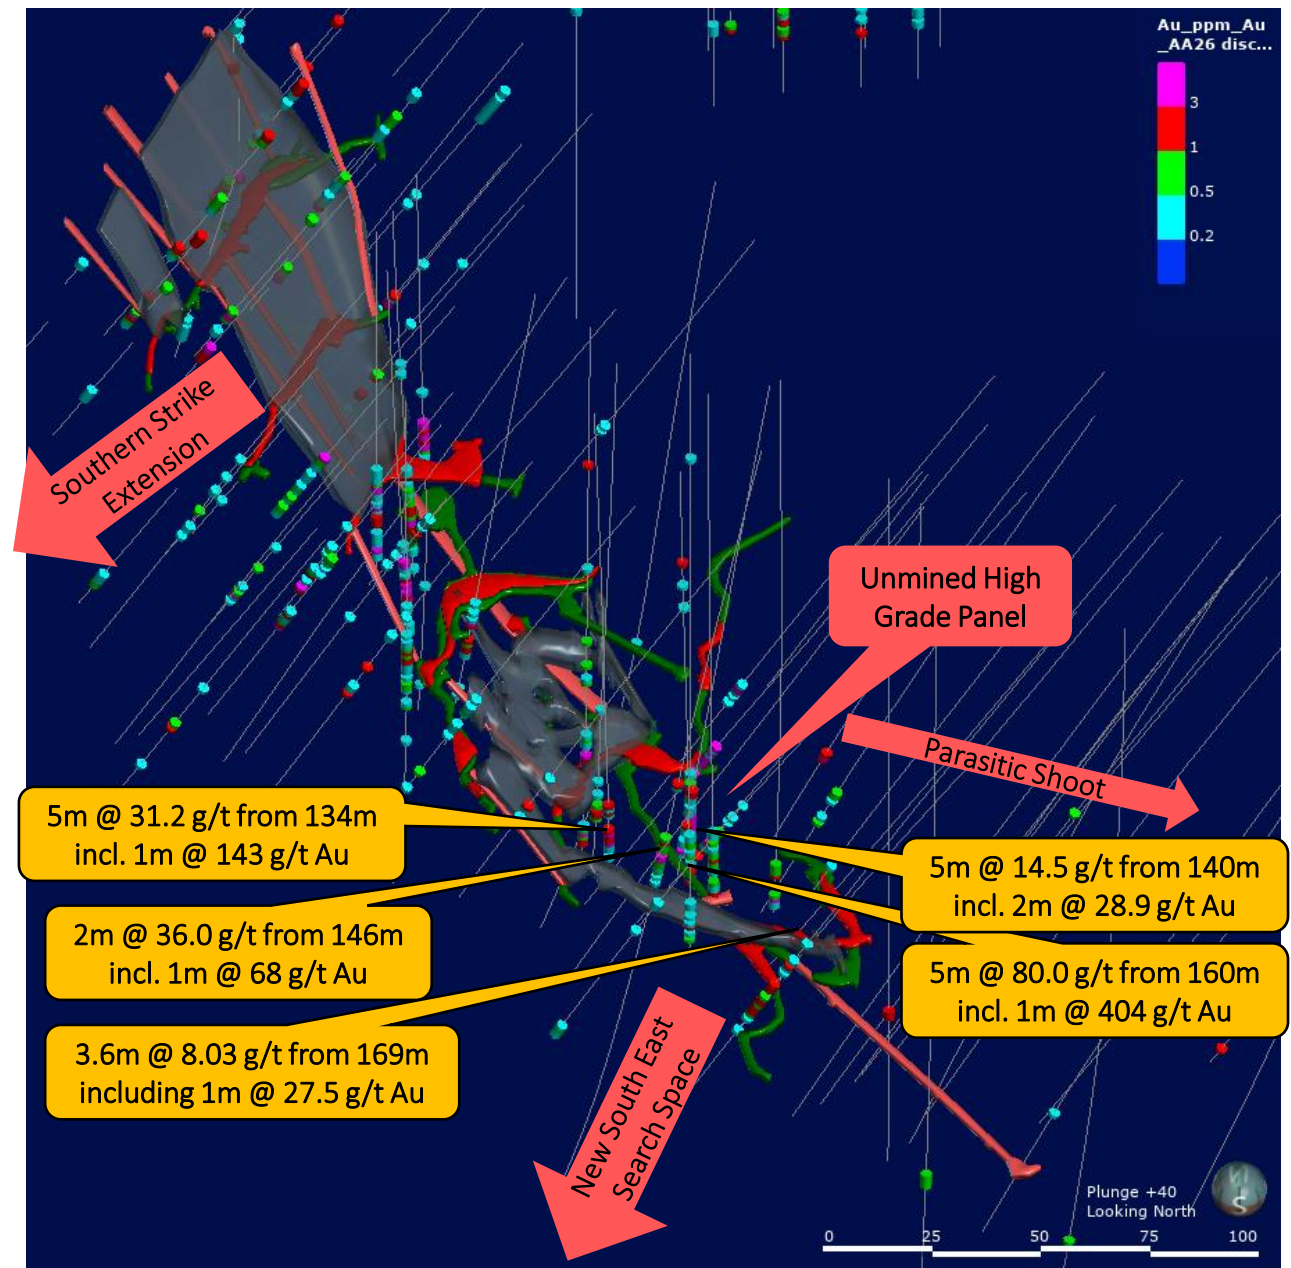 Au_ppm_Au
_AA26 disc...
3
1
0.5
0.2
Southern Strike
Extension
Unmined High
Grade Panel
Parasitic Shoot
5m @ 31.2 g/t from 134m
incl. 1m @ 143 g/t Au
5m @ 14.5 g/t from 140m
incl. 2m @ 28.9 g/t Au
2m @ 36.0 g/t from 146m
incl. 1m @ 68 g/t Au
5m @ 80.0 g/t from 160m
incl. 1m @ 404 g/t Au
3.6m @ 8.03 g/t from 169m
including 1m @ 27.5 g/t Au
New South East
Search Space
Plunge +40
Looking North
S
0 25 50 75 100